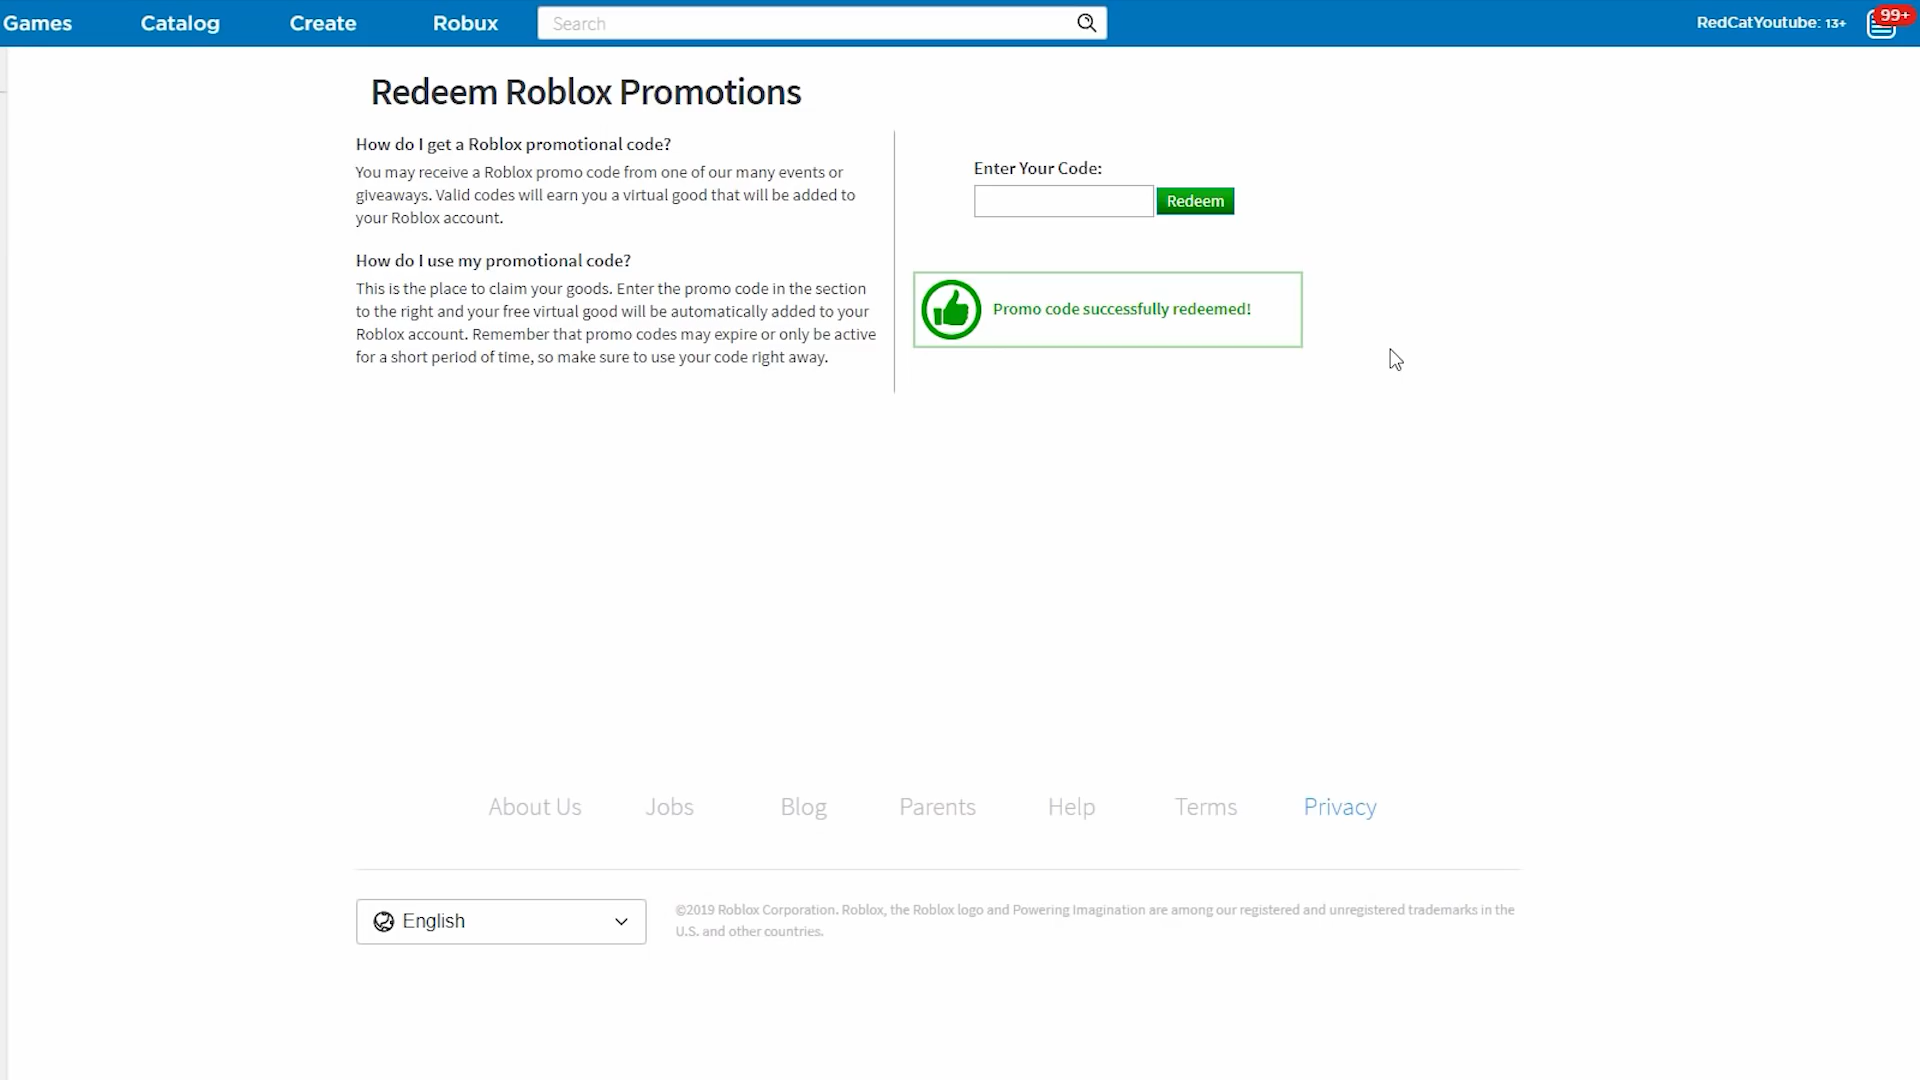 Games
Catalog
Create
Robux
Search
RedCatYoutube: 13+
99+
Redeem Roblox Promotions
How do I get a Roblox promotional code?
You may receive a Roblox promo code from one of our many events or
giveaways. Valid codes will earn you a virtual good that will be added to
your Roblox account.
How do I use my promotional code?
This is the place to claim your goods. Enter the promo code in the section
to the right and your free virtual good will be automatically added to your
Roblox account. Remember that promo codes may expire or only be active
for a short period of time, so make sure to use your code right away.
Enter Your Code:
Redeem
Promo code successfully redeemed!
About Us
Jobs
Blog
Parents
Help
Terms
Privacy
English
©2019 Roblox Corporation. Roblox, the Roblox logo and Powering Imagination are among our registered and unregistered trademarks in the
U.S. and other countries.